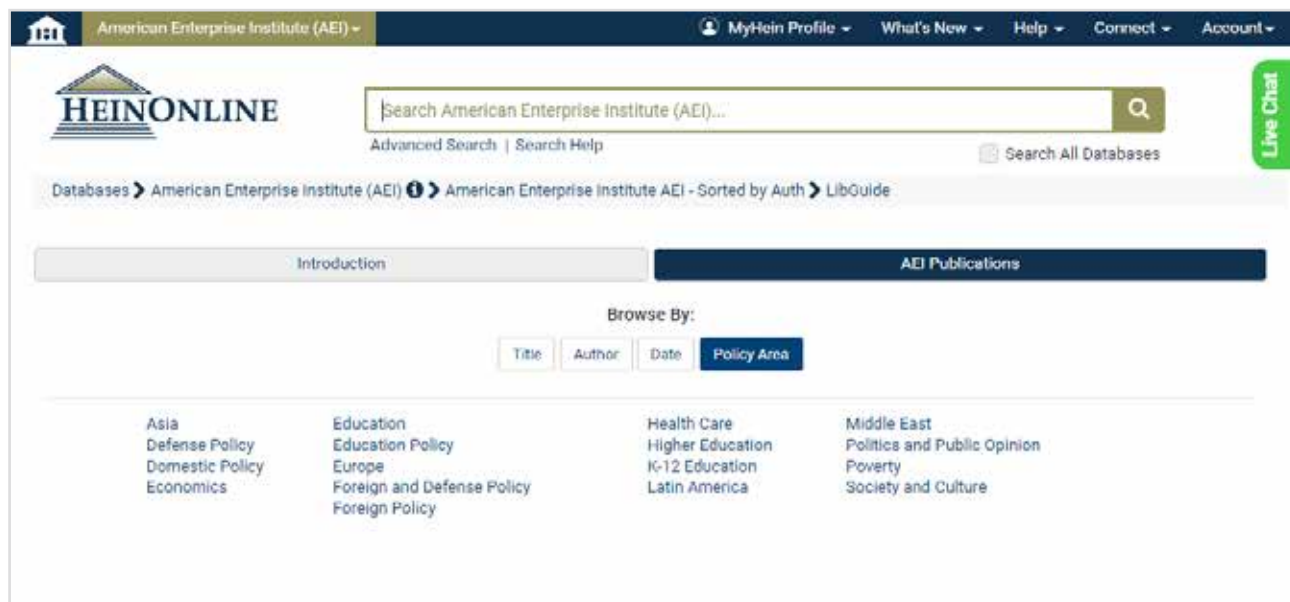 American Enterprise Institute (AEI) MyHein Profile What's New Help Connect Account
HEINONLINE
Search American Enterprise Institute (AEI)...
Advanced Search | Search Help
Search All Databases
Live Chat
Databases American Enterprise Institute (AEI) American Enterprise Institute AEI - Sorted by Auth LibGuide
Introduction AEI Publications
Browse By:
Title Author Date Policy Area
Asia Education Health Care Middle East
Defense Policy Education Policy Higher Education Politics and Public Opinion
Domestic Policy Europe K-12 Education Poverty
Economics Foreign and Defense Policy Latin America Society and Culture
Foreign Policy